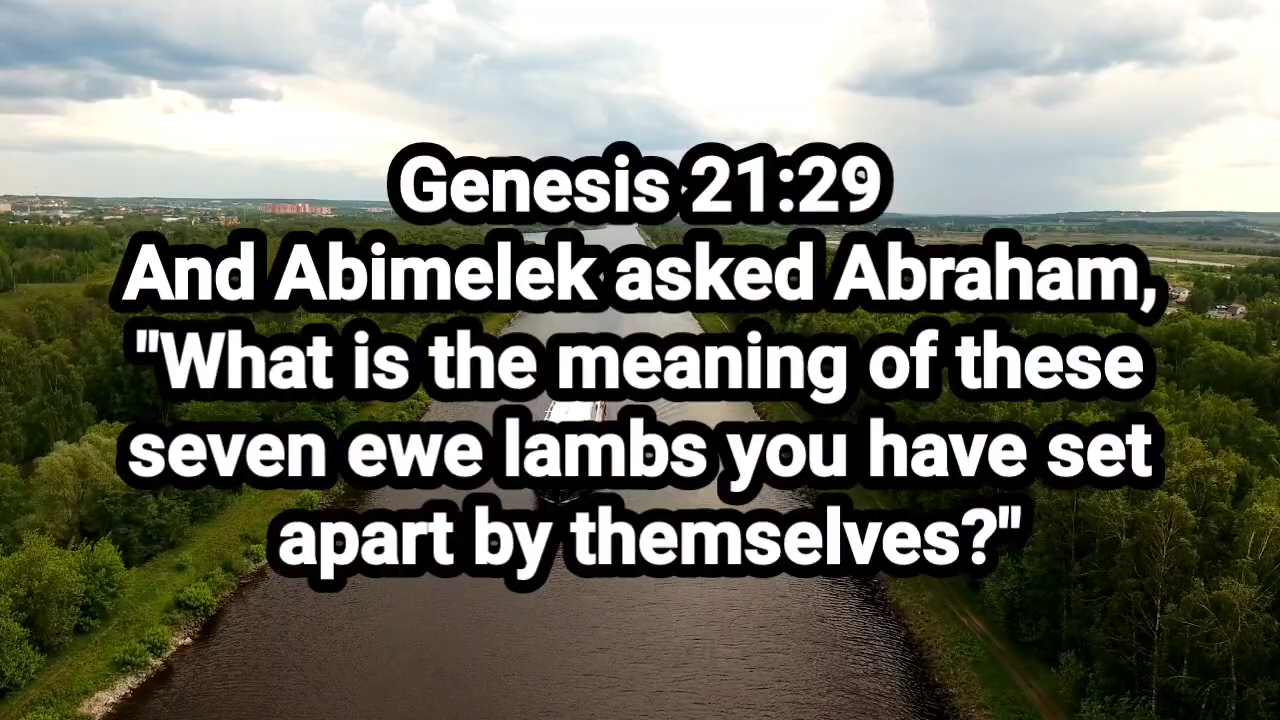 Genesis 21:29
And Abimelek asked Abraham,
"What is the meaning of these
seven ewe lambs you have set
apart by themselves?"